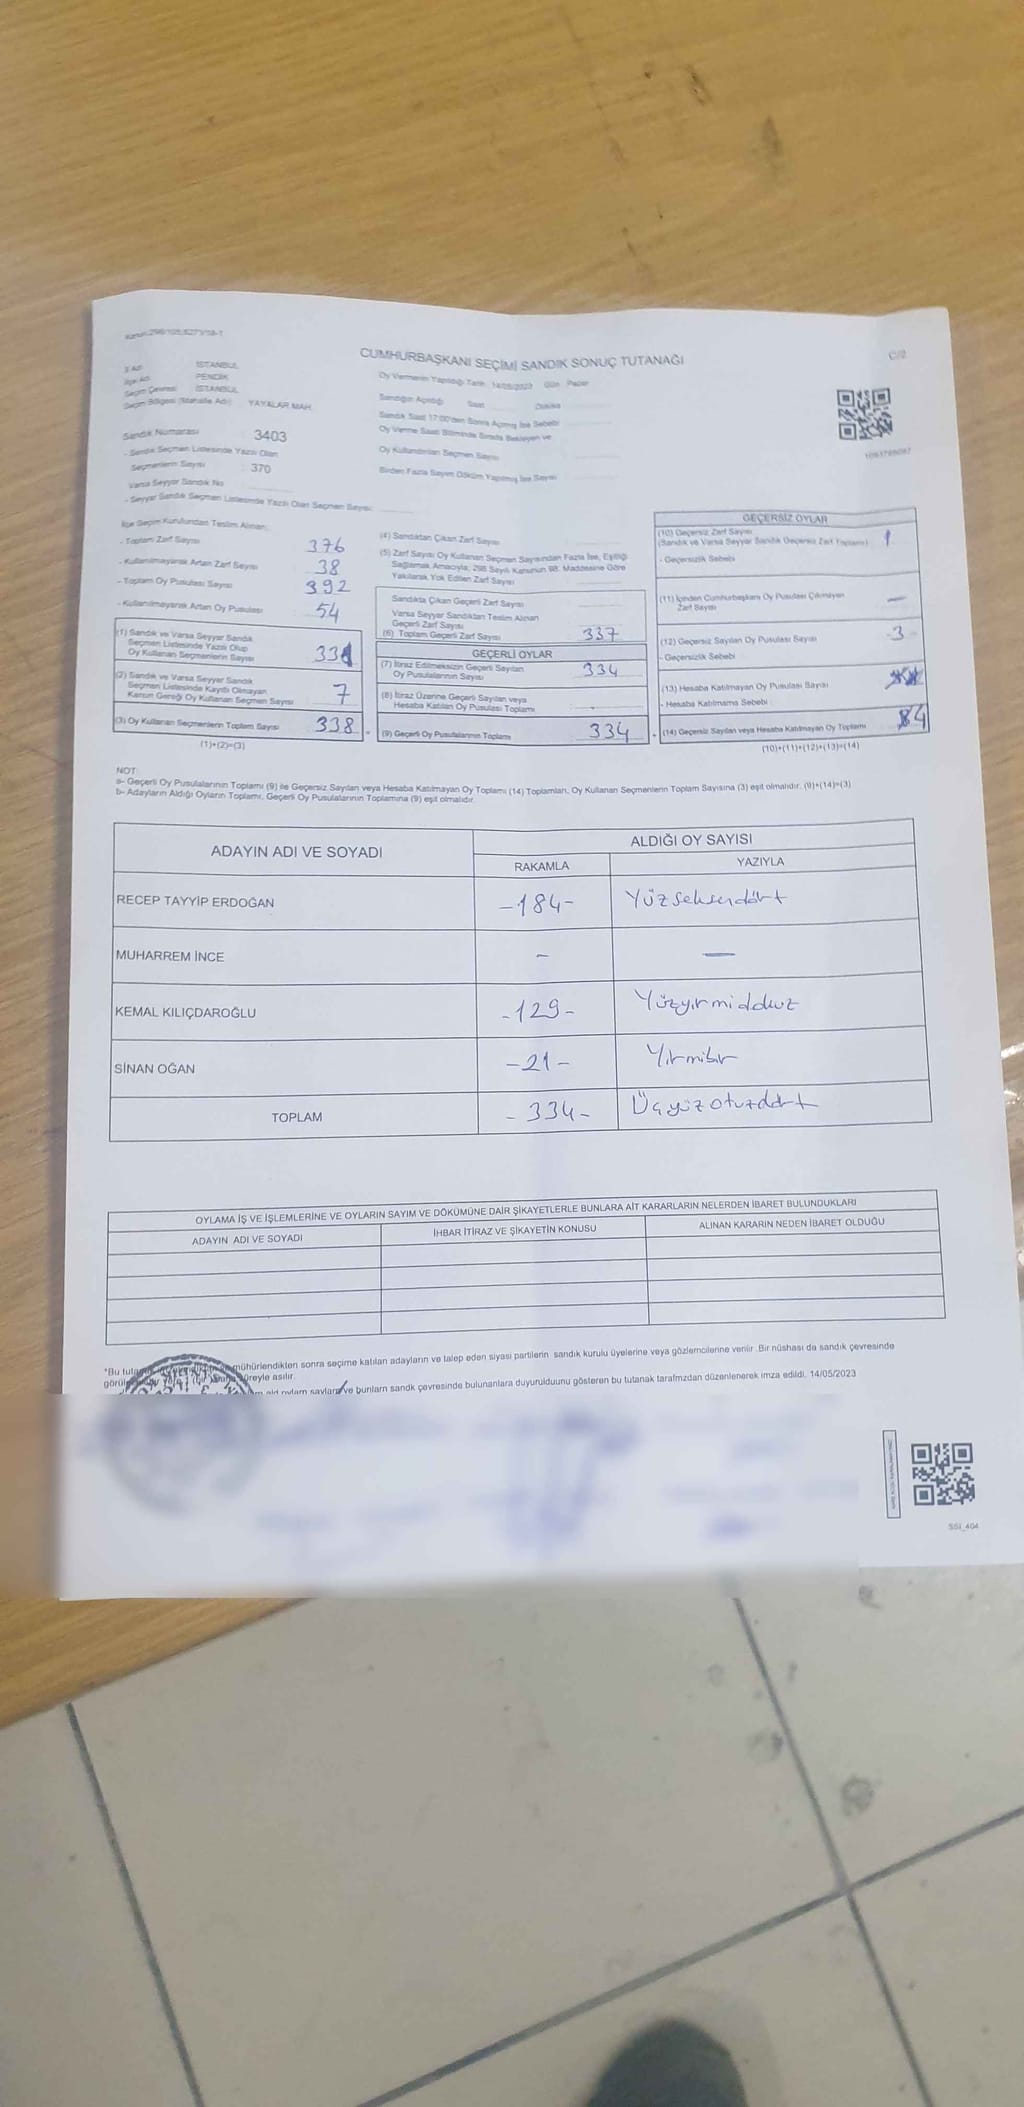 Kanun:298/105,6271/18-1
CUMHURBAŞKANI SEÇİMİ SANDIK SONUÇ TUTANAĞI
C/2
İl Adı İSTANBUL
İlçe Adı PENDİK
Seçim Çevresi İSTANBUL
Seçim Bölgesi (Mahalle Adı) YAYALAR MAH.
Sandık Numarası 3403
- Sandık Seçmen Listesinde Yazılı Olan
Seçmenlerin Sayısı 370
Varsa Seyyar Sandık No
- Seyyar Sandık Seçmen Listesinde Yazılı Olan Seçmen Sayısı
Oy Vermenin Yapıldığı Tarih 14/05/2023 Gün Pazar
Sandığın Açıldığı Saat Dakika
Sandık Saat 17:00'den Sonra Açılmış İse Sebebi
Oy Verme Saati Bitiminde Sırada Bekleyen ve
Oy Kullandırılan Seçmen Sayısı
Birden Fazla Sayım Döküm Yapılmış İse Sayısı
İlçe Seçim Kurulundan Teslim Alınan;
- Toplam Zarf Sayısı 376
- Kullanılmayarak Artan Zarf Sayısı 38
- Toplam Oy Pusulası Sayısı 392
- Kullanılmayarak Artan Oy Pusulası 54
(1) Sandık ve Varsa Seyyar Sandık
Seçmen Listesinde Yazılı Olup
Oy Kullanan Seçmenlerin Sayısı 331
(2) Sandık ve Varsa Seyyar Sandık
Seçmen Listesinde Kayıtlı Olmayan
Kanun Gereği Oy Kullanan Seçmen Sayısı 7
(3) Oy Kullanan Seçmenlerin Toplam Sayısı 338
(1)+(2)=(3)
(4) Sandıktan Çıkan Zarf Sayısı
(5) Zarf Sayısı Oy Kullanan Seçmen Sayısından Fazla İse, Eşitliği
Sağlamak Amacıyla, 298 Sayılı Kanunun 98. Maddesine Göre
Yakılarak Yok Edilen Zarf Sayısı
Sandıkta Çıkan Geçerli Zarf Sayısı
Varsa Seyyar Sandıktan Teslim Alınan
Geçerli Zarf Sayısı
(6) Toplam Geçerli Zarf Sayısı 337
GEÇERLİ OYLAR
(7) İtiraz Edilmeksizin Geçerli Sayılan
Oy Pusulalarının Sayısı 334
(8) İtiraz Üzerine Geçerli Sayılan veya
Hesaba Katılan Oy Pusulası Toplamı
(9) Geçerli Oy Pusulalarının Toplamı 334
GEÇERSİZ OYLAR
(10) Geçersiz Zarf Sayısı
(Sandık ve Varsa Seyyar Sandık Geçersiz Zarf Toplamı) 1
- Geçersizlik Sebebi
(11) İçinden Cumhurbaşkanı Oy Pusulası Çıkmayan
Zarf Sayısı —
(12) Geçersiz Sayılan Oy Pusulası Sayısı 3
- Geçersizlik Sebebi
(13) Hesaba Katılmayan Oy Pusulası Sayısı
- Hesaba Katılmama Sebebi
(14) Geçersiz Sayılan veya Hesaba Katılmayan Oy Toplamı 4
(10)+(11)+(12)+(13)=(14)
NOT:
a- Geçerli Oy Pusulalarının Toplamı (9) ile Geçersiz Sayılan veya Hesaba Katılmayan Oy Toplamı (14) Toplamları, Oy Kullanan Seçmenlerin Toplam Sayısına (3) eşit olmalıdır. (9)+(14)=(3)
b- Adayların Aldığı Oyların Toplamı, Geçerli Oy Pusulalarının Toplamına (9) eşit olmalıdır.
ADAYIN ADI VE SOYADI ALDIĞI OY SAYISI
RAKAMLA YAZIYLA
RECEP TAYYİP ERDOĞAN -184- Yüzseksendört
MUHARREM İNCE - —
KEMAL KILIÇDAROĞLU -129- Yüzyirmidokuz
SİNAN OĞAN -21- Yirmibir
TOPLAM -334- Üçyüzotuzdört
OYLAMA İŞ VE İŞLEMLERİNE VE OYLARIN SAYIM VE DÖKÜMÜNE DAİR ŞİKAYETLERLE BUNLARA AİT KARARLARIN NELERDEN İBARET BULUNDUKLARI
ADAYIN ADI VE SOYADI İHBAR İTİRAZ VE ŞİKAYETİN KONUSU ALINAN KARARIN NEDEN İBARET OLDUĞU
*Bu mühürlendikten sonra seçime katılan adayların ve talep eden siyasi partilerin sandık kurulu üyelerine veya gözlemcilerine verilir. Bir nüshası da sandık çevresinde
süreyle asılır.
ve bunların sandık çevresinde bulunanlara duyurulduunu gösteren bu tutanak tarafımızdan düzenlenerek imza edildi. 14/05/2023
SSI_404